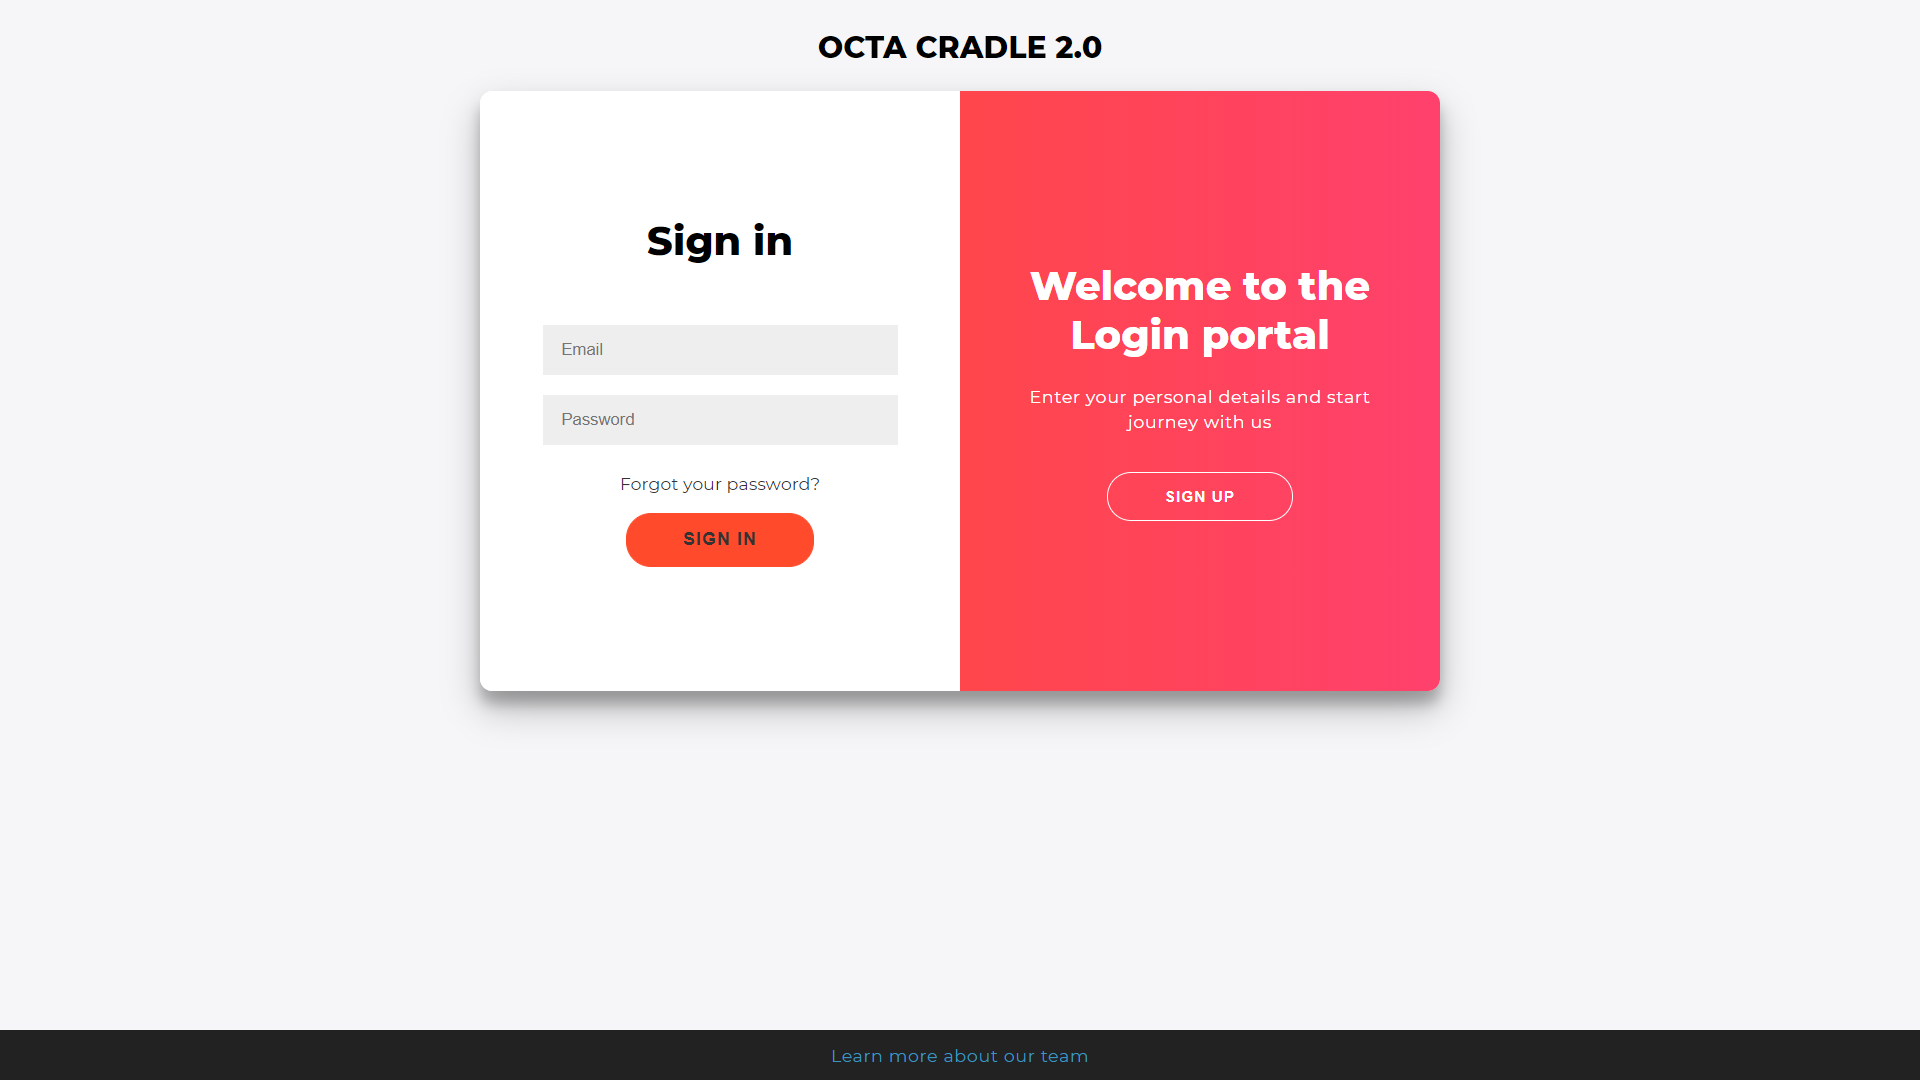 OCTA CRADLE 2.0
Sign in
Email
Password
Forgot your password?
SIGN IN
Welcome to the
Login portal
Enter your personal details and start
journey with us
SIGN UP
Learn more about our team